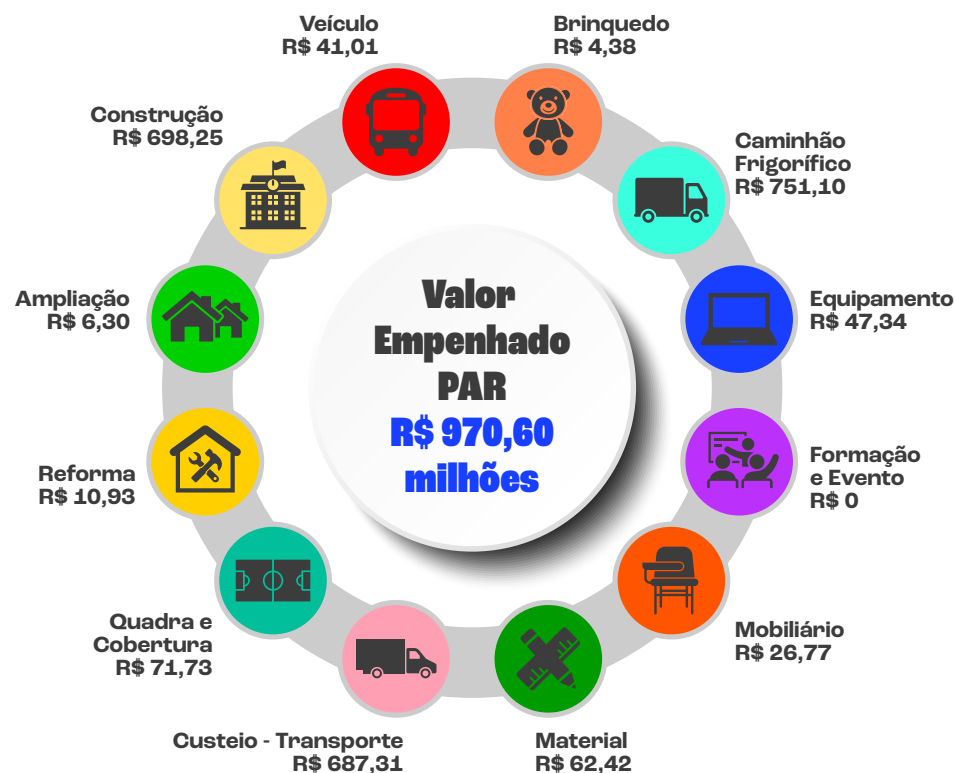 Veículo
R$ 41,01
Brinquedo
R$ 4,38
Construção
R$ 698,25
Caminhão
Frigorífico
R$ 751,10
Ampliação
R$ 6,30
Valor
Empenhado
PAR
R$ 970,60
milhões
Equipamento
R$ 47,34
Reforma
R$ 10,93
Formação
e Evento
R$ 0
Quadra e
Cobertura
R$ 71,73
Mobiliário
R$ 26,77
Custeio - Transporte
R$ 687,31
Material
R$ 62,42